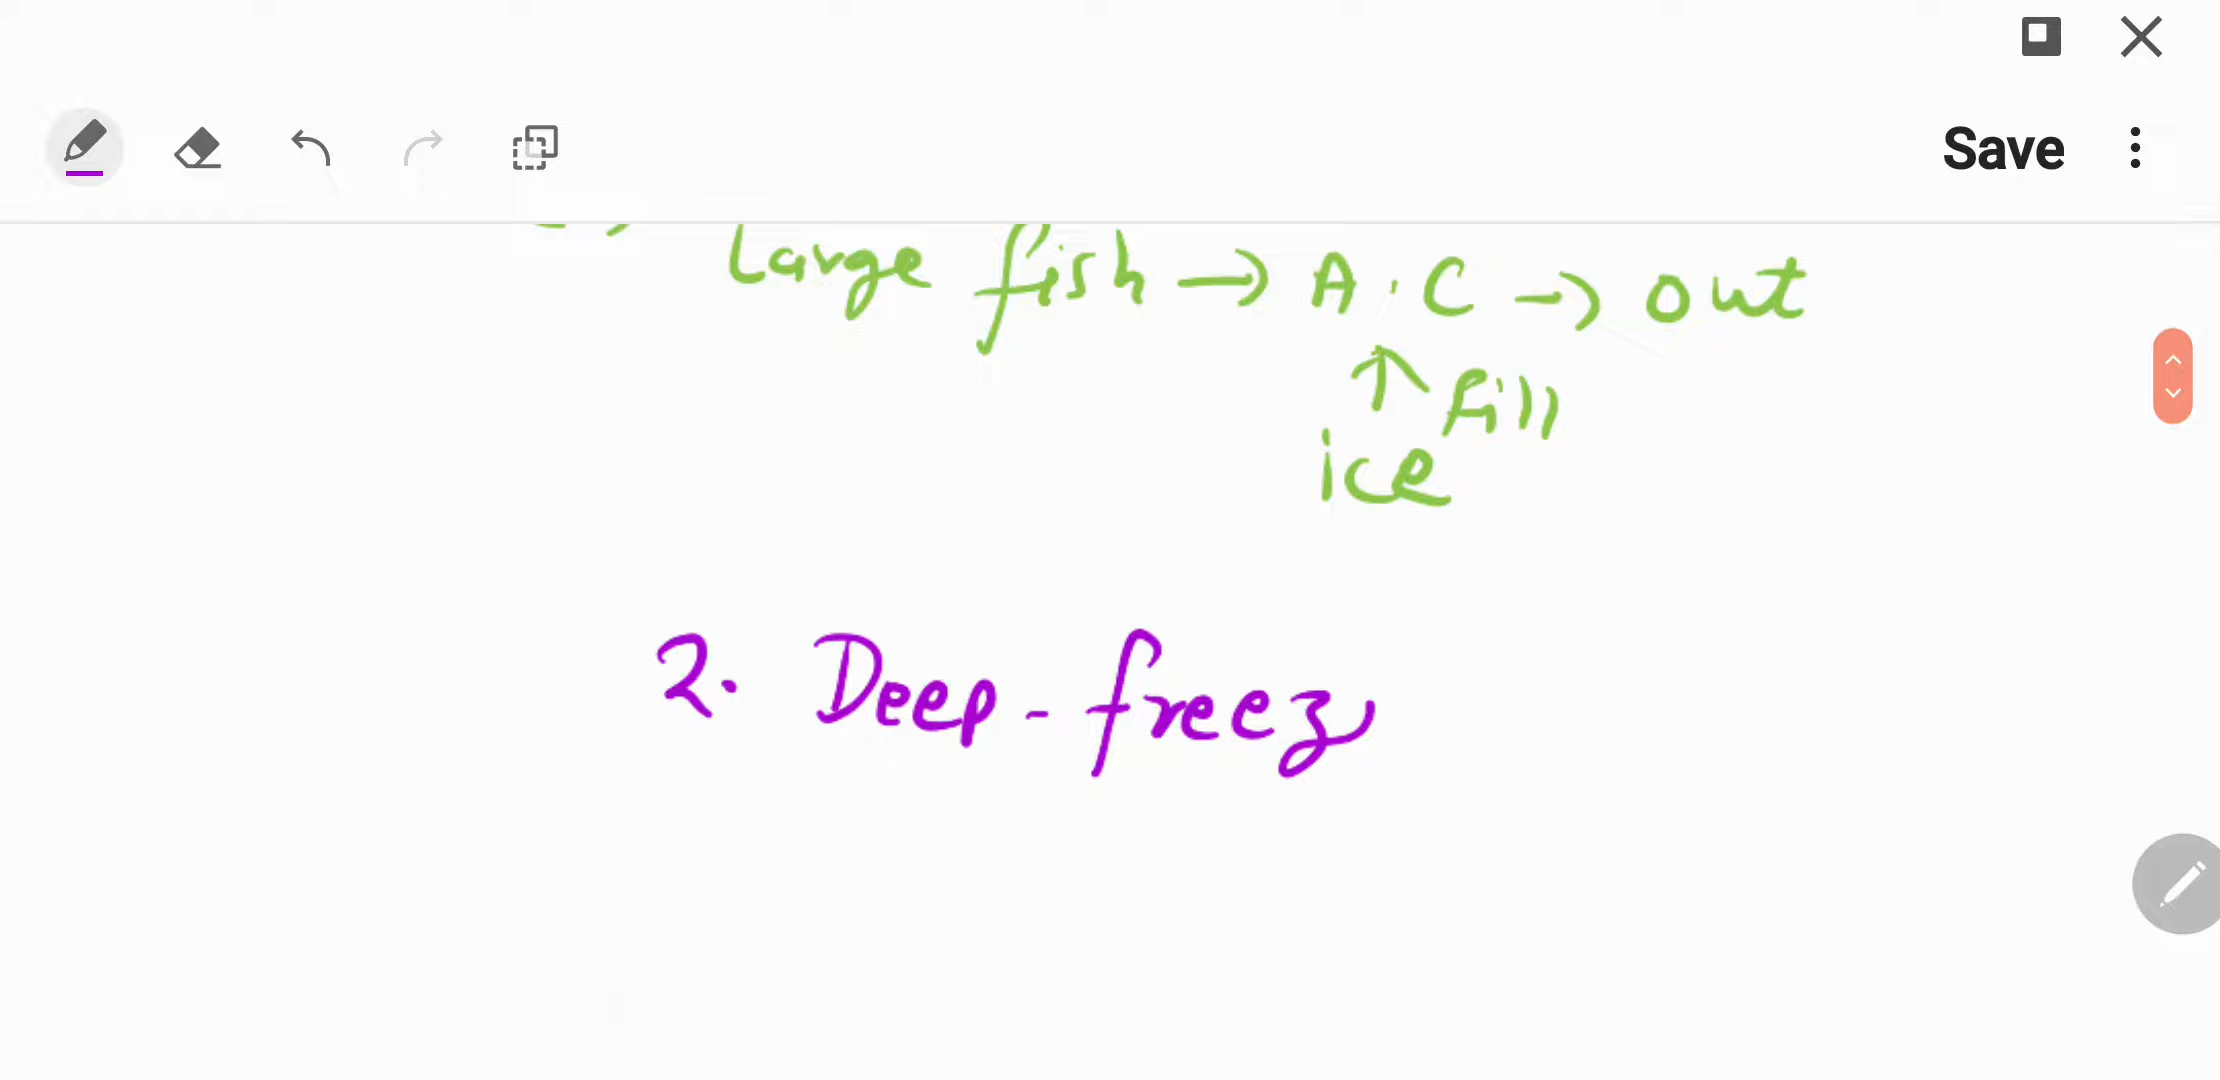 Save
Large fish → A.C → out
↑ fill
ice
2. Deep-freez